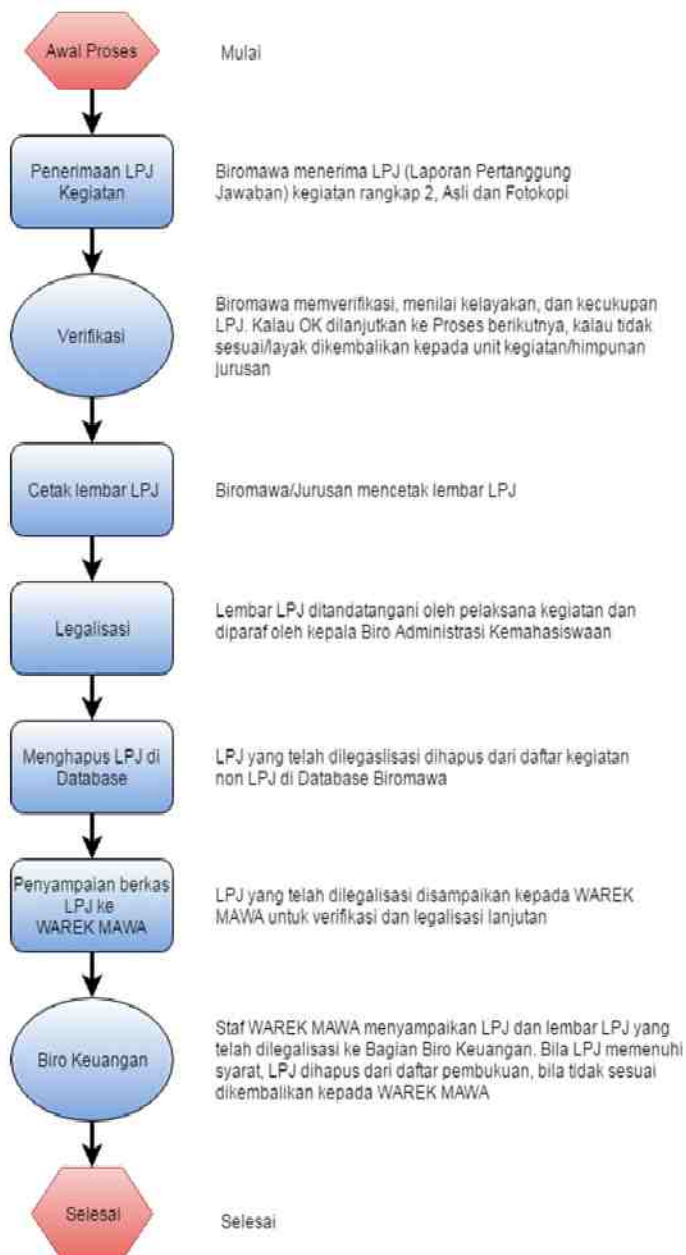 Awal Proses
Mulai
Penerimaan LPJ
Kegiatan
Biromawa menerima LPJ (Laporan Pertanggung
Jawaban) kegiatan rangkap 2, Asli dan Fotokopi
Verifikasi
Biromawa memverifikasi, menilai kelayakan, dan kecukupan
LPJ. Kalau OK dilanjutkan ke Proses berikutnya, kalau tidak
sesuai/layak dikembalikan kepada unit kegiatan/himpunan
jurusan
Cetak lembar LPJ
Biromawa/Jurusan mencetak lembar LPJ
Legalisasi
Lembar LPJ ditandatangani oleh pelaksana kegiatan dan
diparaf oleh kepala Biro Administrasi Kemahasiswaan
Menghapus LPJ di
Database
LPJ yang telah dilegaslisasi dihapus dari daftar kegiatan
non LPJ di Database Biromawa
Penyampaian berkas
LPJ ke
WAREK MAWA
LPJ yang telah dilegalisasi disampaikan kepada WAREK
MAWA untuk verifikasi dan legalisasi lanjutan
Biro Keuangan
Staf WAREK MAWA menyampaikan LPJ dan lembar LPJ yang
telah dilegalisasi ke Bagian Biro Keuangan. Bila LPJ memenuhi
syarat, LPJ dihapus dari daftar pembukuan, bila tidak sesuai
dikembalikan kepada WAREK MAWA
Selesai
Selesai